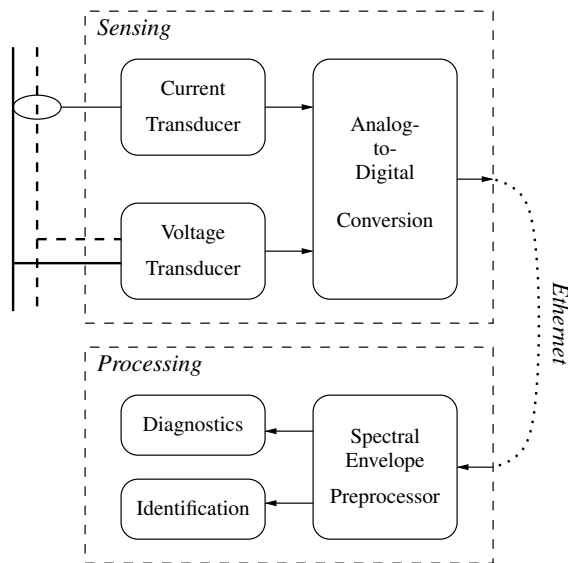 Sensing
Current
Transducer
Voltage
Transducer
Analog-
to-
Digital
Conversion
Ethernet
Processing
Diagnostics
Identification
Spectral
Envelope
Preprocessor